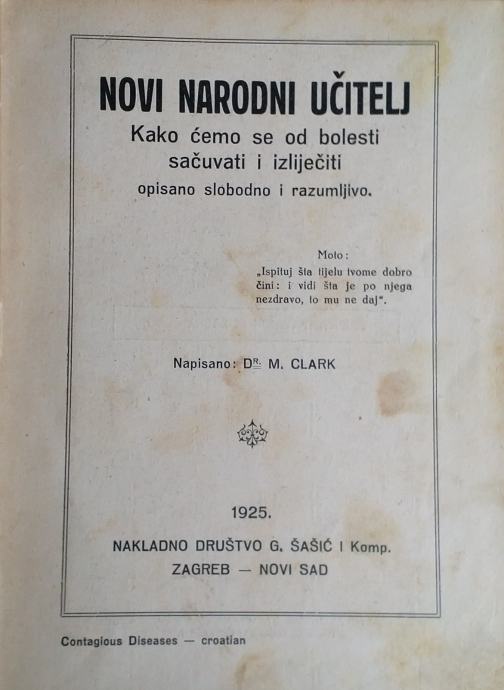 NOVI NARODNI UČITELJ
Kako ćemo se od bolesti
sačuvati i izliječiti
opisano slobodno i razumljivo.
Moto:
„Ispituj šta tijelu tvome dobro
čini: i vidi šta je po njega
nezdravo, to mu ne daj“.
Napisano: DR. M. CLARK
1925.
NAKLADNO DRUŠTVO G. ŠAŠIĆ I Komp.
ZAGREB — NOVI SAD
Contagious Diseases — croatian